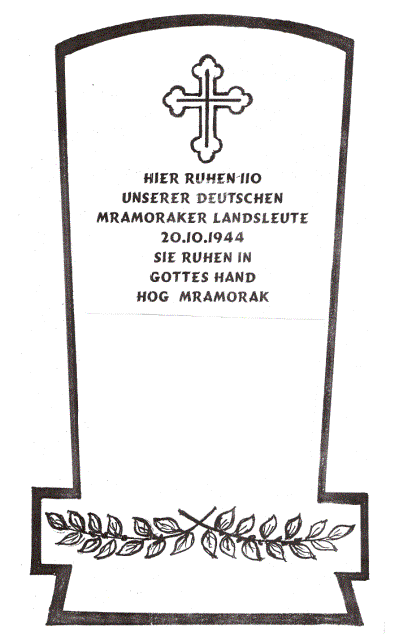 HIER RUHEN 110
UNSERER DEUTSCHEN
MRAMORAKER LANDSLEUTE
20.10.1944
SIE RUHEN IN
GOTTES HAND
HOG MRAMORAK